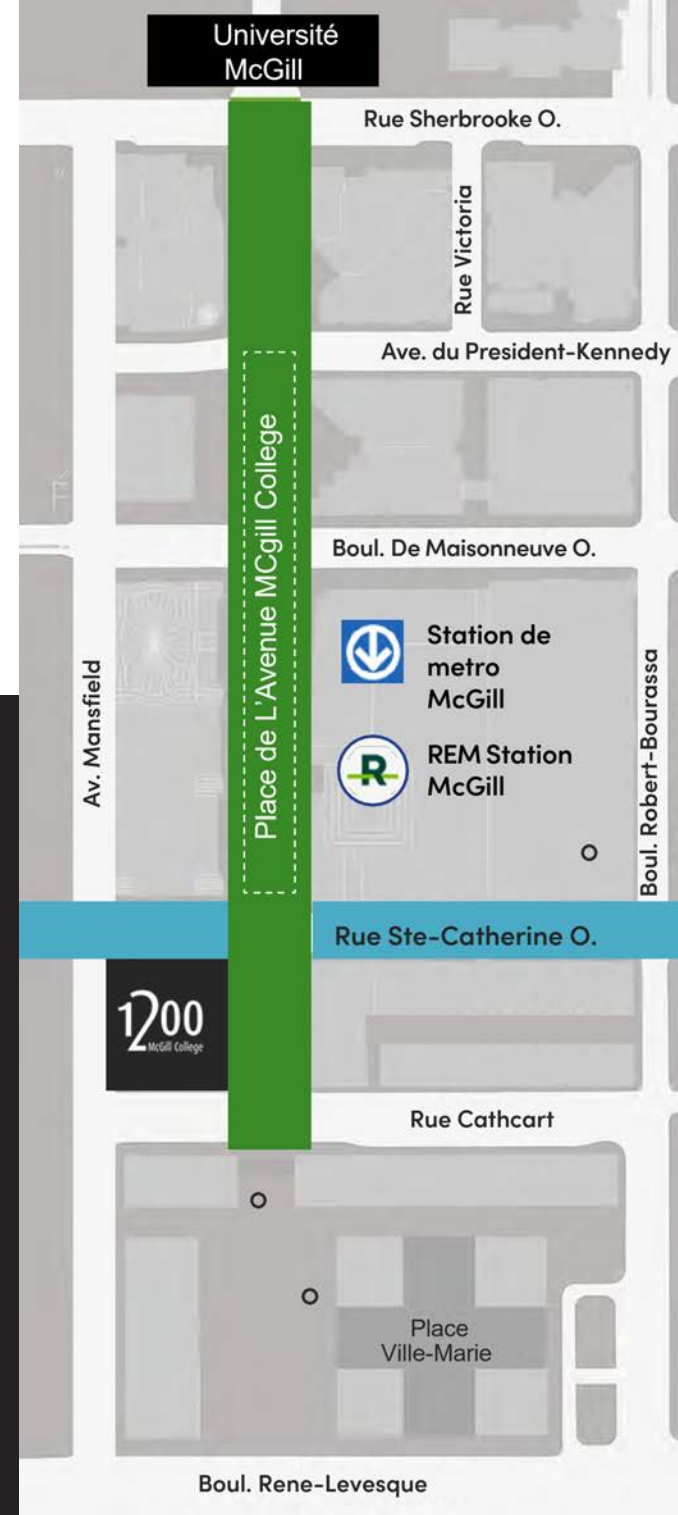 Université
McGill
Rue Sherbrooke O.
Rue Victoria
Ave. du President-Kennedy
Place de L'Avenue MCgill College
Boul. De Maisonneuve O.
Station de
metro
McGill
REM Station
McGill
R
Av. Mansfield
Boul. Robert-Bourassa
Rue Ste-Catherine O.
1200
McGill College
Rue Cathcart
Place
Ville-Marie
Boul. Rene-Levesque